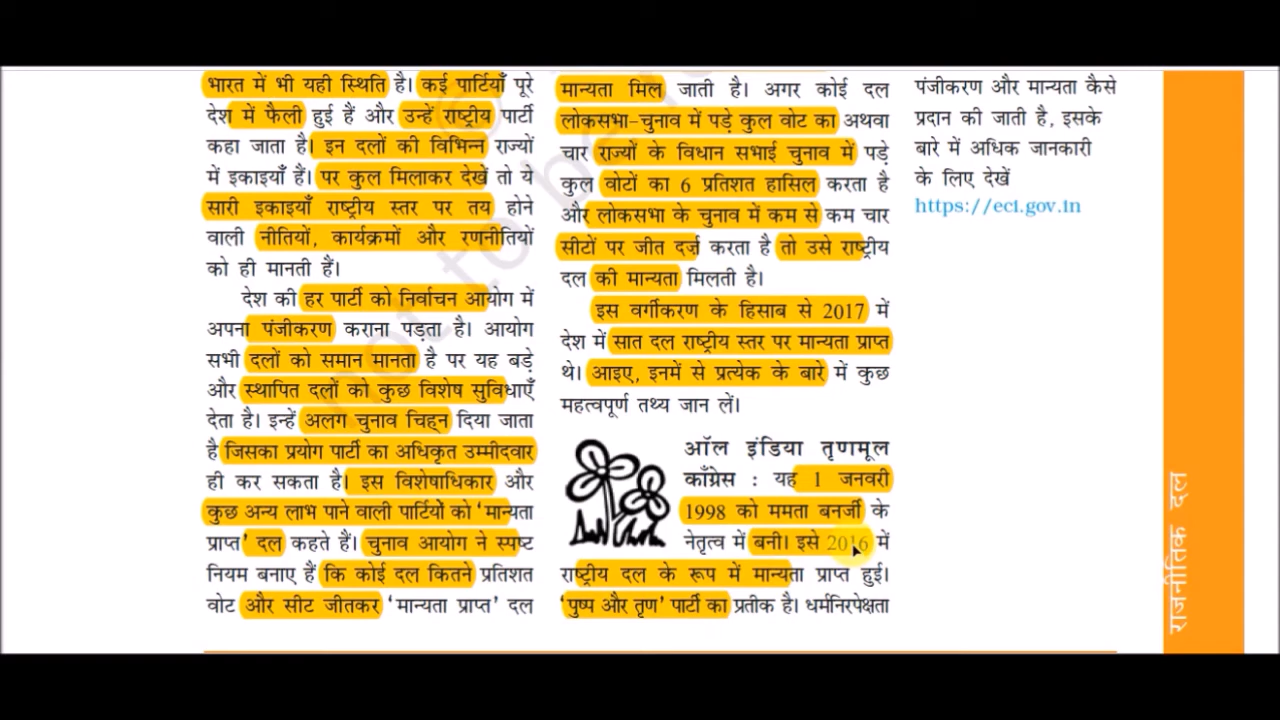 भारत में भी यही स्थिति है। कई पार्टियाँ पूरे
देश में फैली हुई हैं और उन्हें राष्ट्रीय पार्टी
कहा जाता है। इन दलों की विभिन्न राज्यों
में इकाइयाँ हैं। पर कुल मिलाकर देखें तो ये
सारी इकाइयाँ राष्ट्रीय स्तर पर तय होने
वाली नीतियों, कार्यक्रमों और रणनीतियों
को ही मानती हैं।
देश की हर पार्टी को निर्वाचन आयोग में
अपना पंजीकरण कराना पड़ता है। आयोग
सभी दलों को समान मानता है पर यह बड़े
और स्थापित दलों को कुछ विशेष सुविधाएँ
देता है। इन्हें अलग चुनाव चिह्न दिया जाता
है जिसका प्रयोग पार्टी का अधिकृत उम्मीदवार
ही कर सकता है। इस विशेषाधिकार और
कुछ अन्य लाभ पाने वाली पार्टियों को ‘मान्यता
प्राप्त’ दल कहते हैं। चुनाव आयोग ने स्पष्ट
नियम बनाए हैं कि कोई दल कितने प्रतिशत
वोट और सीट जीतकर ‘मान्यता प्राप्त’ दल
मान्यता मिल जाती है। अगर कोई दल
लोकसभा-चुनाव में पड़े कुल वोट का अथवा
चार राज्यों के विधान सभाई चुनाव में पड़े
कुल वोटों का 6 प्रतिशत हासिल करता है
और लोकसभा के चुनाव में कम से कम चार
सीटों पर जीत दर्ज़ करता है तो उसे राष्ट्रीय
दल की मान्यता मिलती है।
इस वर्गीकरण के हिसाब से 2017 में
देश में सात दल राष्ट्रीय स्तर पर मान्यता प्राप्त
थे। आइए, इनमें से प्रत्येक के बारे में कुछ
महत्वपूर्ण तथ्य जान लें।
ऑल इंडिया तृणमूल
काँग्रेस : यह 1 जनवरी
1998 को ममता बनर्जी के
नेतृत्व में बनी। इसे 2016 में
राष्ट्रीय दल के रूप में मान्यता प्राप्त हुई।
‘पुष्प और तृण’ पार्टी का प्रतीक है। धर्मनिरपेक्षता
पंजीकरण और मान्यता कैसे
प्रदान की जाती है, इसके
बारे में अधिक जानकारी
के लिए देखें
https://eci.gov.in
राजनीतिक दल
not to be